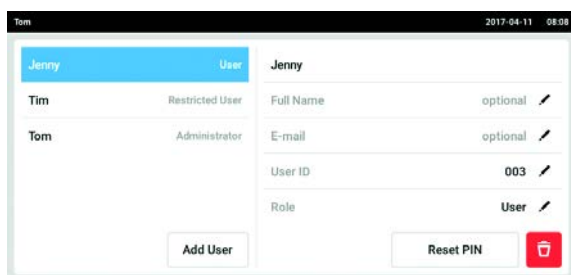 Tom 2017-04-11 08:08
Jenny User
Tim Restricted User
Tom Administrator
Add User
Jenny
Full Name optional
E-mail optional
User ID 003
Role User
Reset PIN